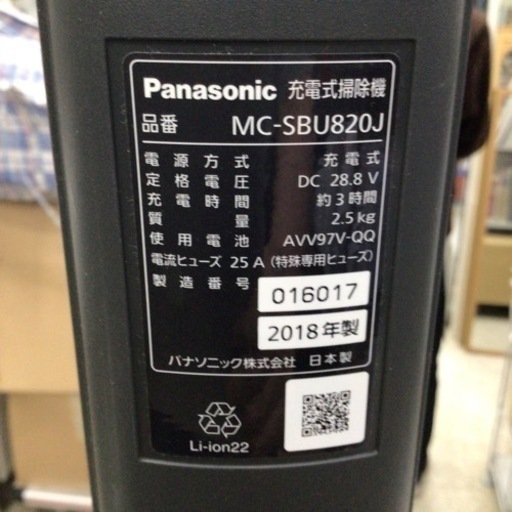 Panasonic 充電式掃除機
品番 MC-SBU820J
電源方式 充電式
定格電圧 DC 28.8 V
充電時間 約3時間
質量 2.5kg
使用電池 AVV97V-QQ
電流ヒューズ 25 A (特殊専用ヒューズ)
製造番号 016017
2018年製
パナソニック株式会社 日本製
Li-ion22